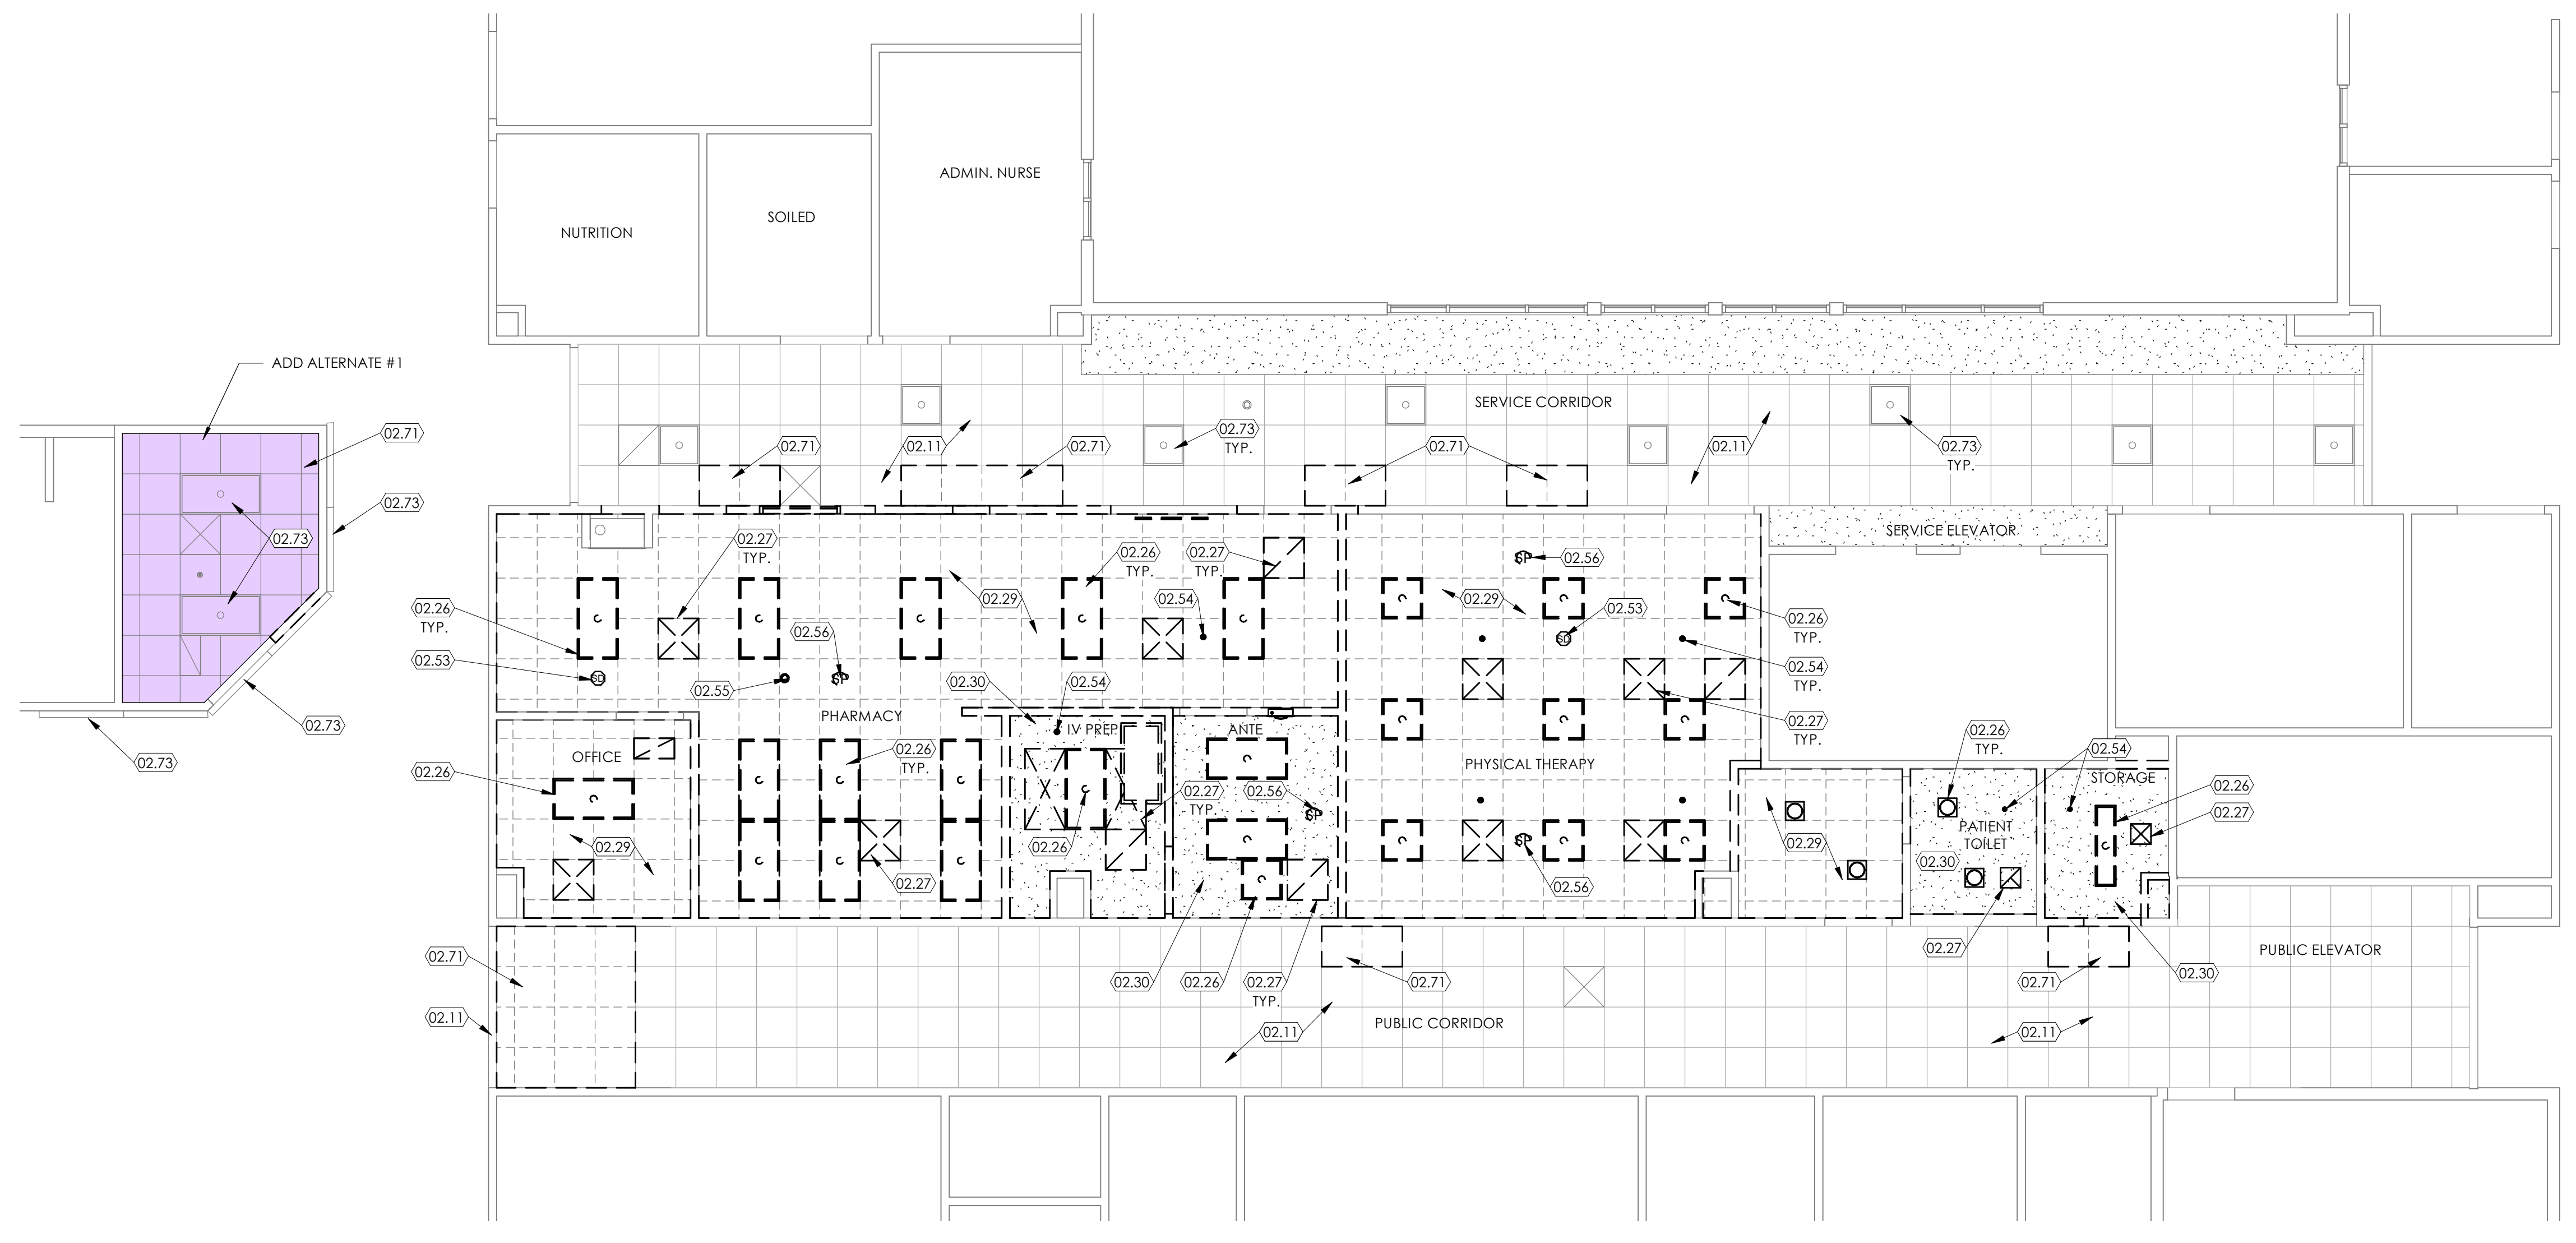 ADMIN. NURSE
SOILED
NUTRITION
ADD ALTERNATE #1
SERVICE CORRIDOR
02.71
02.73
TYP.
02.71
02.11
02.71
02.71
02.11
02.73
TYP.
02.73
SERVICE ELEVATOR
02.73
02.27
TYP.
02.26
TYP.
02.27
TYP.
02.56
SP
02.29
02.54
02.29
02.53
SD
02.26
TYP.
02.26
TYP.
02.56
02.53
SD
02.55
SP
02.30
02.54
02.54
TYP.
PHARMACY
02.27
TYP.
02.73
IV PREP
ANTE
02.26
TYP.
02.54
02.73
OFFICE
02.26
TYP.
PHYSICAL THERAPY
STORAGE
02.26
02.27
TYP.
02.56
SP
02.26
02.27
PATIENT
TOILET
02.29
02.26
SP
02.29
02.30
02.27
02.56
02.71
02.27
PUBLIC ELEVATOR
02.30
02.26
02.27
TYP.
02.71
02.71
02.30
02.11
PUBLIC CORRIDOR
02.11
02.11